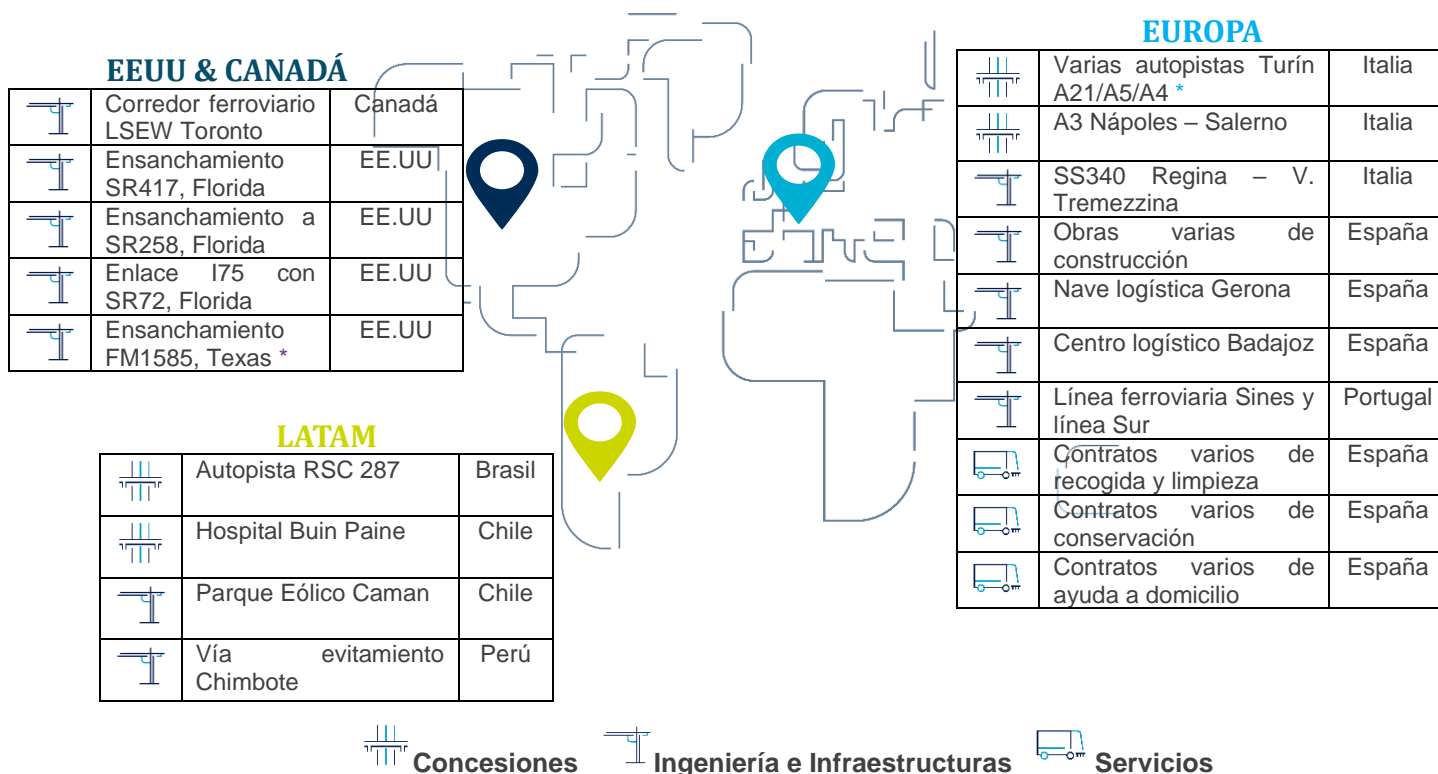 EEUU & CANADÁ
Corredor ferroviario
LSEW Toronto
Canadá
Ensanchamiento
SR417, Florida
EE.UU
Ensanchamiento a
SR258, Florida
EE.UU
Enlace I75 con
SR72, Florida
EE.UU
Ensanchamiento
FM1585, Texas *
EE.UU
LATAM
Autopista RSC 287
Brasil
Hospital Buin Paine
Chile
Parque Eólico Caman
Chile
Vía evitamiento
Chimbote
Perú
EUROPA
Varias autopistas Turín
A21/A5/A4 *
Italia
A3 Nápoles – Salerno
Italia
SS340 Regina – V.
Tremezzina
Italia
Obras varias de
construcción
España
Nave logística Gerona
España
Centro logístico Badajoz
España
Línea ferroviaria Sines y
línea Sur
Portugal
Contratos varios de
recogida y limpieza
España
Contratos varios de
conservación
España
Contratos varios de
ayuda a domicilio
España
Concesiones
Ingeniería e Infraestructuras
Servicios